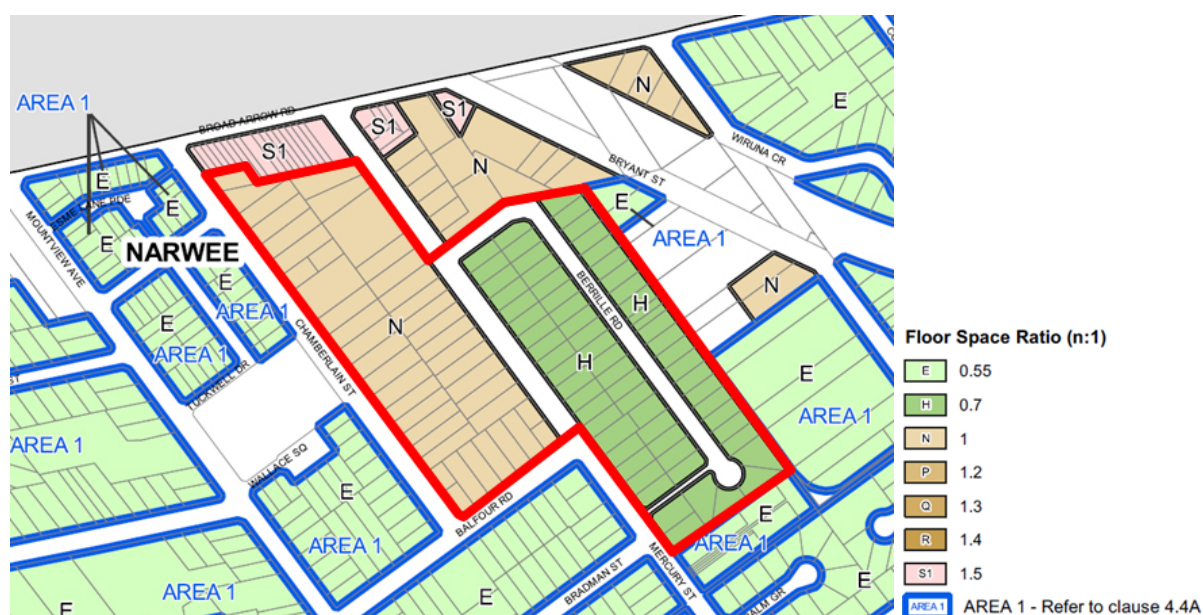 AREA 1
BROAD ARROW RD
S1
S1
S1
N
E
WIRUNA CR
E
E
E
N
BRYANT ST
E
AREA 1
MOUNTVIEW AVE
NARWEE
E
AREA 1
E
AREA 1
N
CHAMBERLAIN ST
BERRILLE RD
H
H
N
E
AREA 1
TUCKWELL DR
ST
AREA 1
WALLACE SQ
E
AREA 1
BALFOUR RD
E
AREA 1
MERCURY ST
BRADMAN ST
AREA 1
E
E
E
Floor Space Ratio (n:1)
E 0.55
H 0.7
N 1
P 1.2
Q 1.3
R 1.4
S1 1.5
AREA 1 AREA 1 - Refer to clause 4.4A